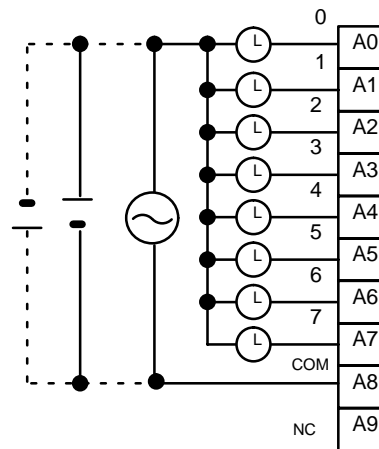 0
L A0
1
L A1
2
L A2
3
L A3
4
L A4
5
L A5
6
L A6
7
L A7
COM A8
NC A9